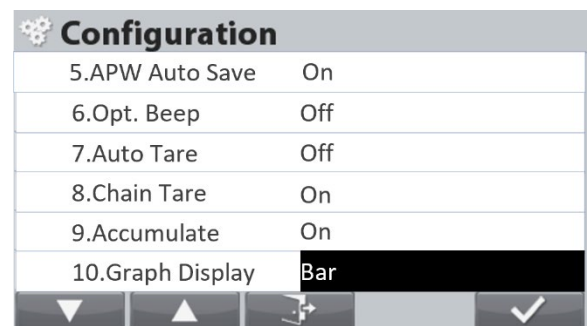 Configuration
5.APW Auto Save On
6.Opt. Beep Off
7.Auto Tare Off
8.Chain Tare On
9.Accumulate On
10.Graph Display Bar